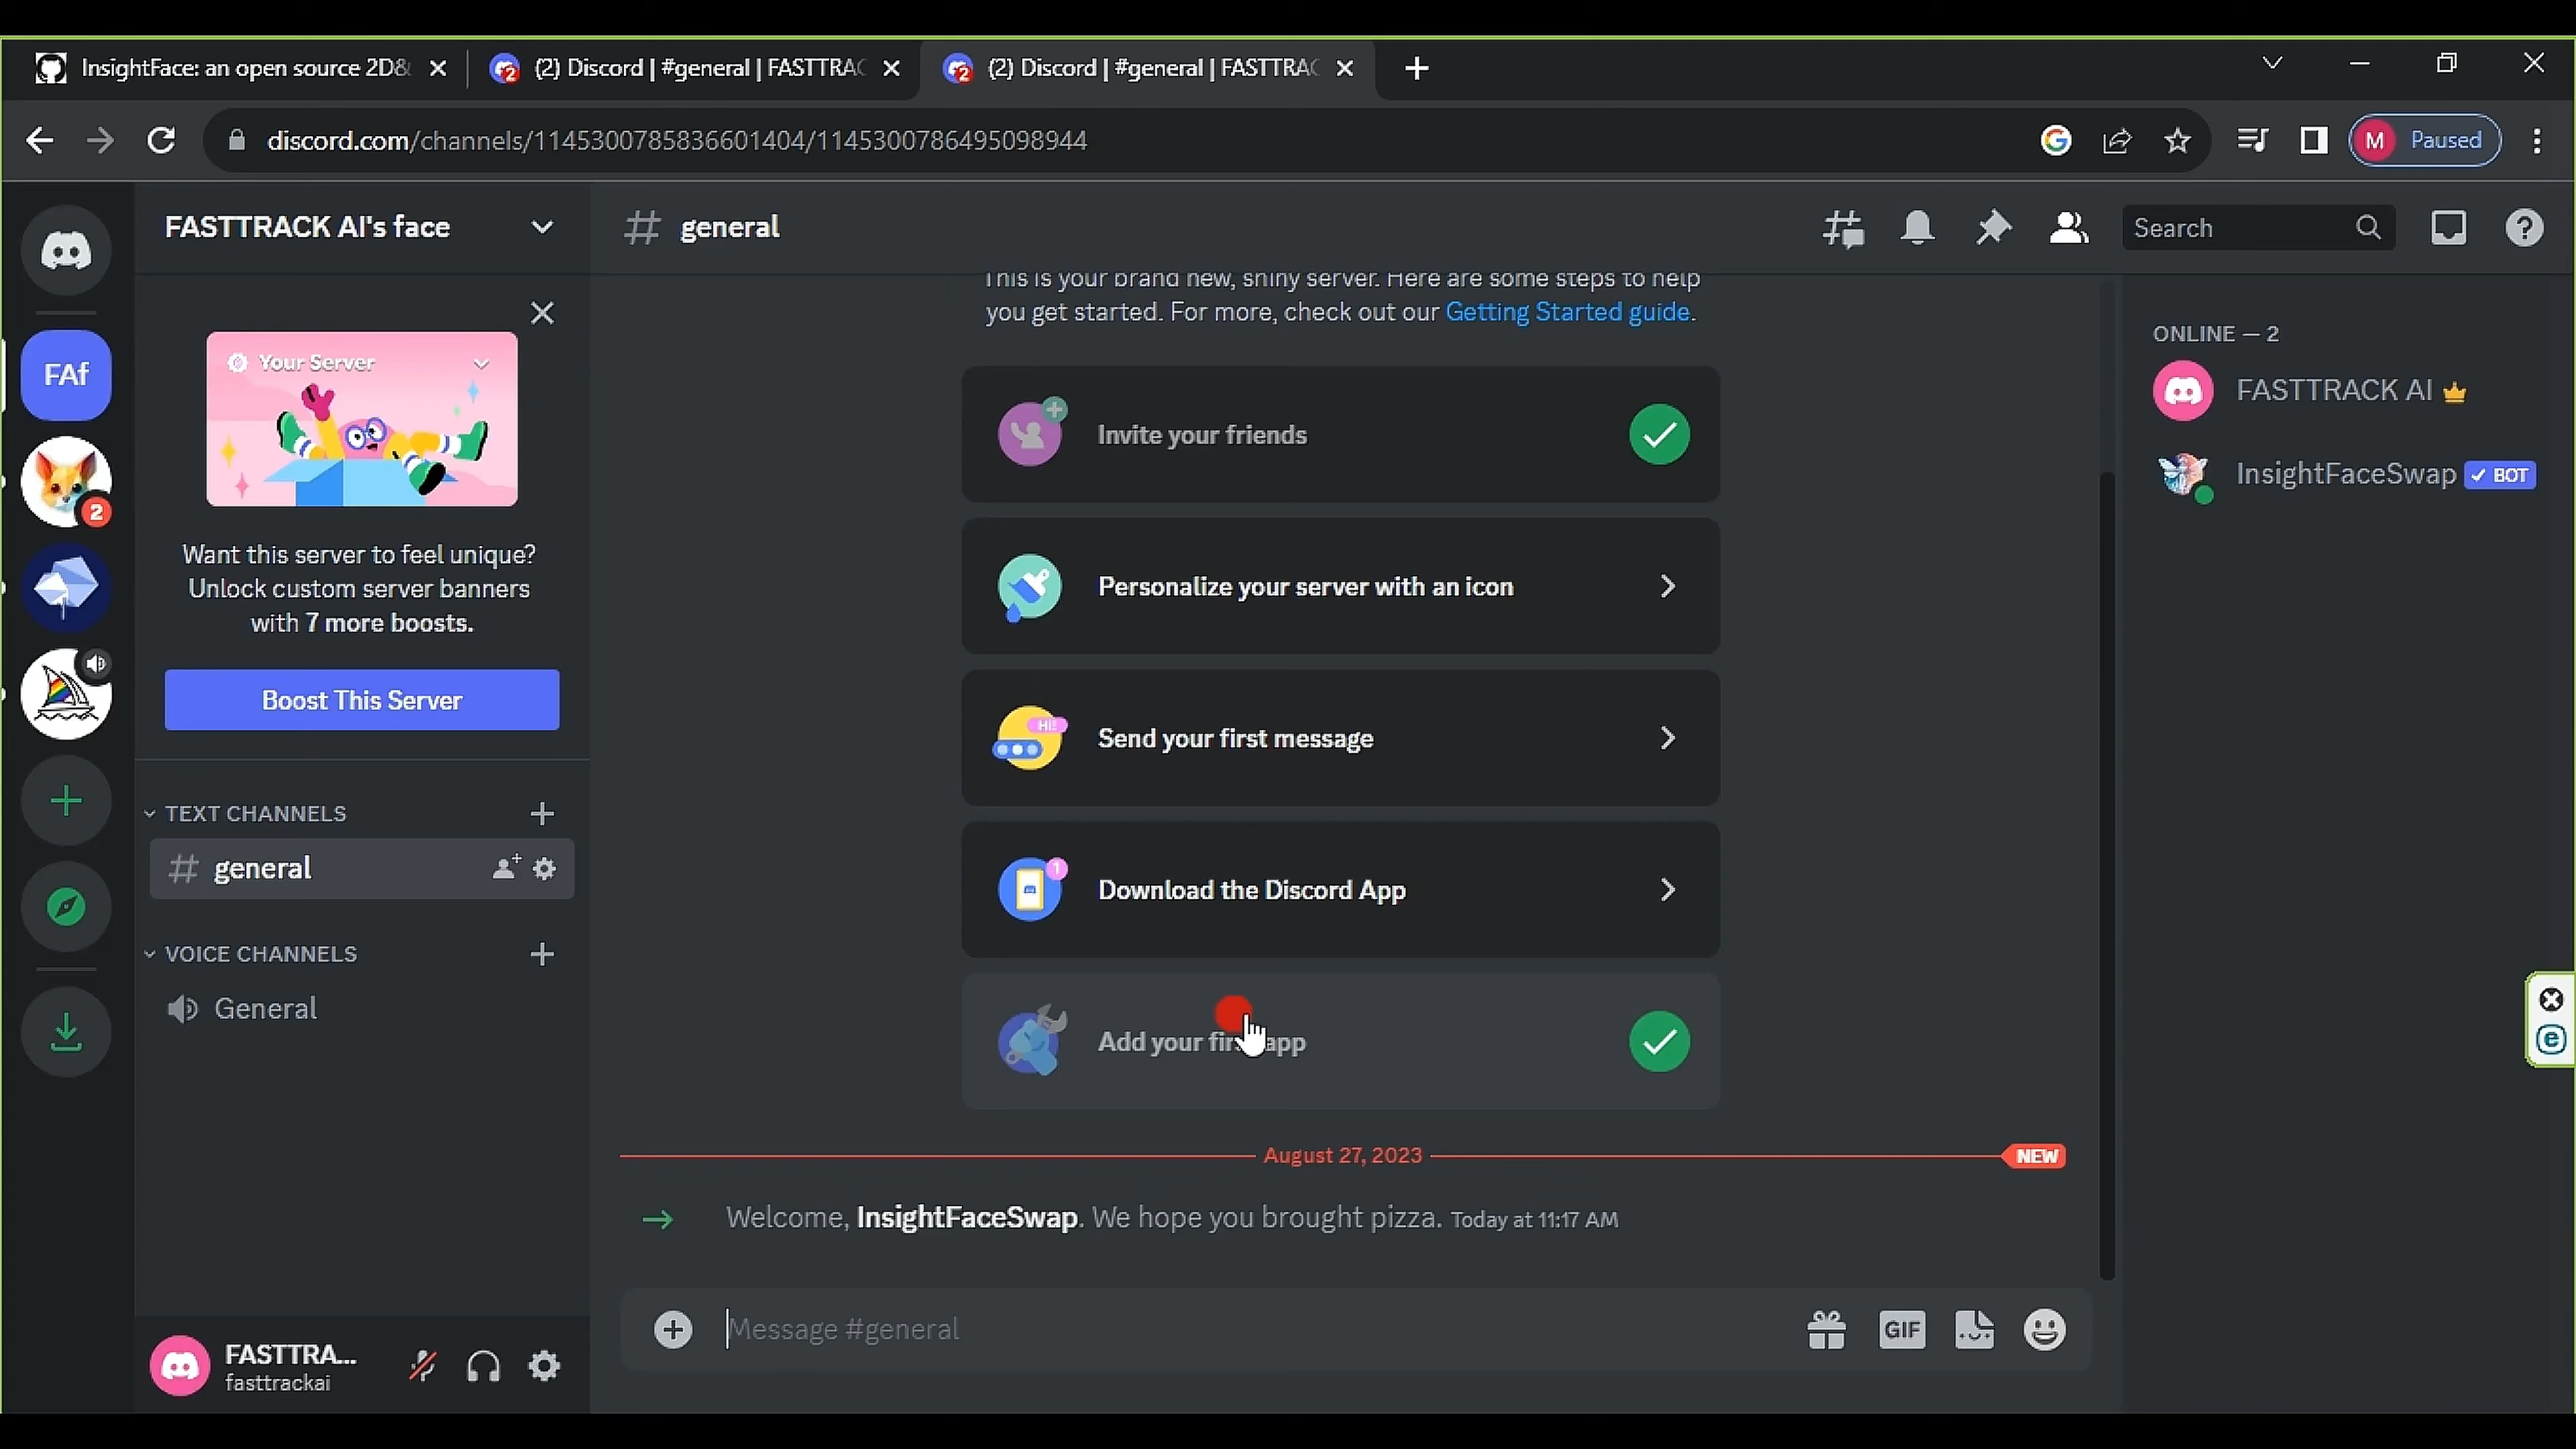 InsightFace: an open source 2D&
(2) Discord | #general | FASTTRAC
(2) Discord | #general | FASTTRAC
discord.com/channels/1145300785836601404/1145300786495098944
M Paused
FASTTRACK AI's face
# general
Search
Your Server
Want this server to feel unique?
Unlock custom server banners
with 7 more boosts.
Boost This Server
FAf
2
TEXT CHANNELS
# general
VOICE CHANNELS
General
FASTTRA...
fasttrackai
This is your brand new, shiny server. Here are some steps to help
you get started. For more, check out our Getting Started guide.
Invite your friends
Personalize your server with an icon
HI!
Send your first message
1
Download the Discord App
Add your first app
August 27, 2023
NEW
Welcome, InsightFaceSwap. We hope you brought pizza. Today at 11:17 AM
Message #general
GIF
ONLINE — 2
FASTTRACK AI
InsightFaceSwap ✓ BOT